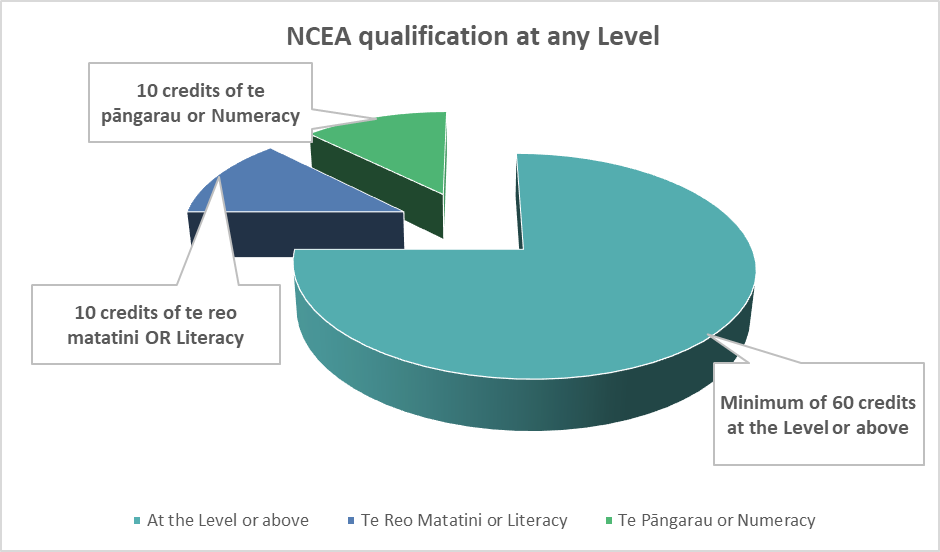 NCEA qualification at any Level
10 credits of te
pāngarau or Numeracy
10 credits of te reo
matatini OR Literacy
Minimum of 60 credits
at the Level or above
At the Level or above
Te Reo Matatini or Literacy
Te Pāngarau or Numeracy